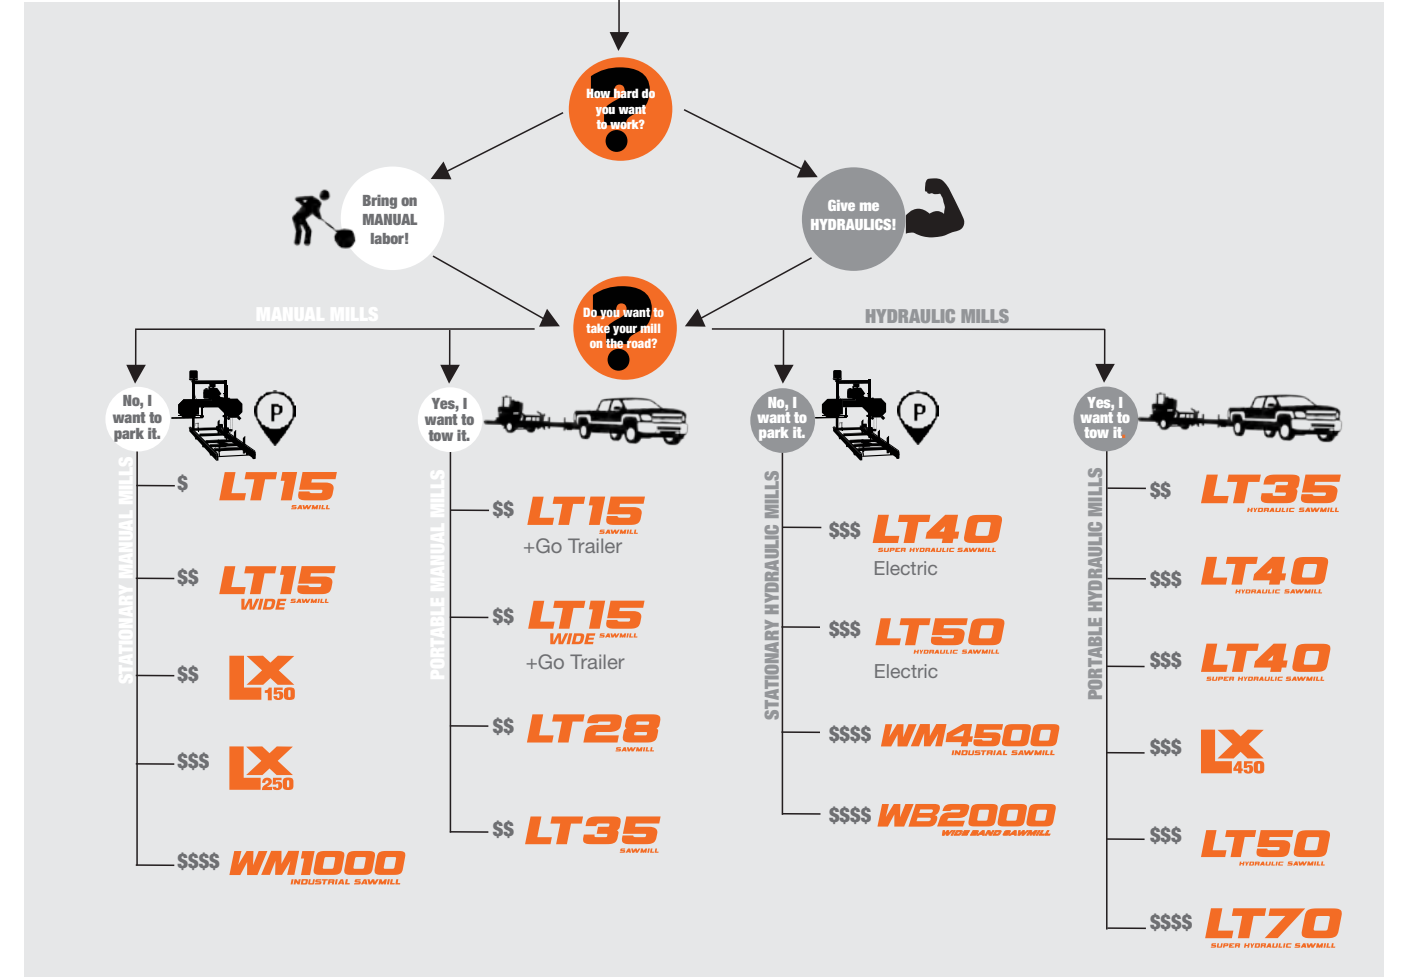 How hard do
you want
to work?
Bring on
MANUAL
labor!
Give me
HYDRAULICS!
Do you want to
take your mill
on the road?
MANUAL MILLS
HYDRAULIC MILLS
No, I
want to
park it.
P
STATIONARY MANUAL MILLS
$ LT15
SAWMILL
$$ LT15
WIDE SAWMILL
$$ LX
150
$$$ LX
250
$$$$ WM1000
INDUSTRIAL SAWMILL
Yes, I
want to
tow it.
PORTABLE MANUAL MILLS
$$ LT15
SAWMILL
+Go Trailer
$$ LT15
WIDE SAWMILL
+Go Trailer
$$ LT28
SAWMILL
$$ LT35
SAWMILL
No, I
want to
park it.
P
STATIONARY HYDRAULIC MILLS
$$$ LT40
SUPER HYDRAULIC SAWMILL
Electric
$$$ LT50
HYDRAULIC SAWMILL
Electric
$$$$ WM4500
INDUSTRIAL SAWMILL
$$$$ WB2000
WIDE BAND SAWMILL
Yes, I
want to
tow it.
PORTABLE HYDRAULIC MILLS
$$ LT35
HYDRAULIC SAWMILL
$$$ LT40
HYDRAULIC SAWMILL
$$$ LT40
SUPER HYDRAULIC SAWMILL
$$$ LX
450
$$$ LT50
HYDRAULIC SAWMILL
$$$$ LT70
SUPER HYDRAULIC SAWMILL